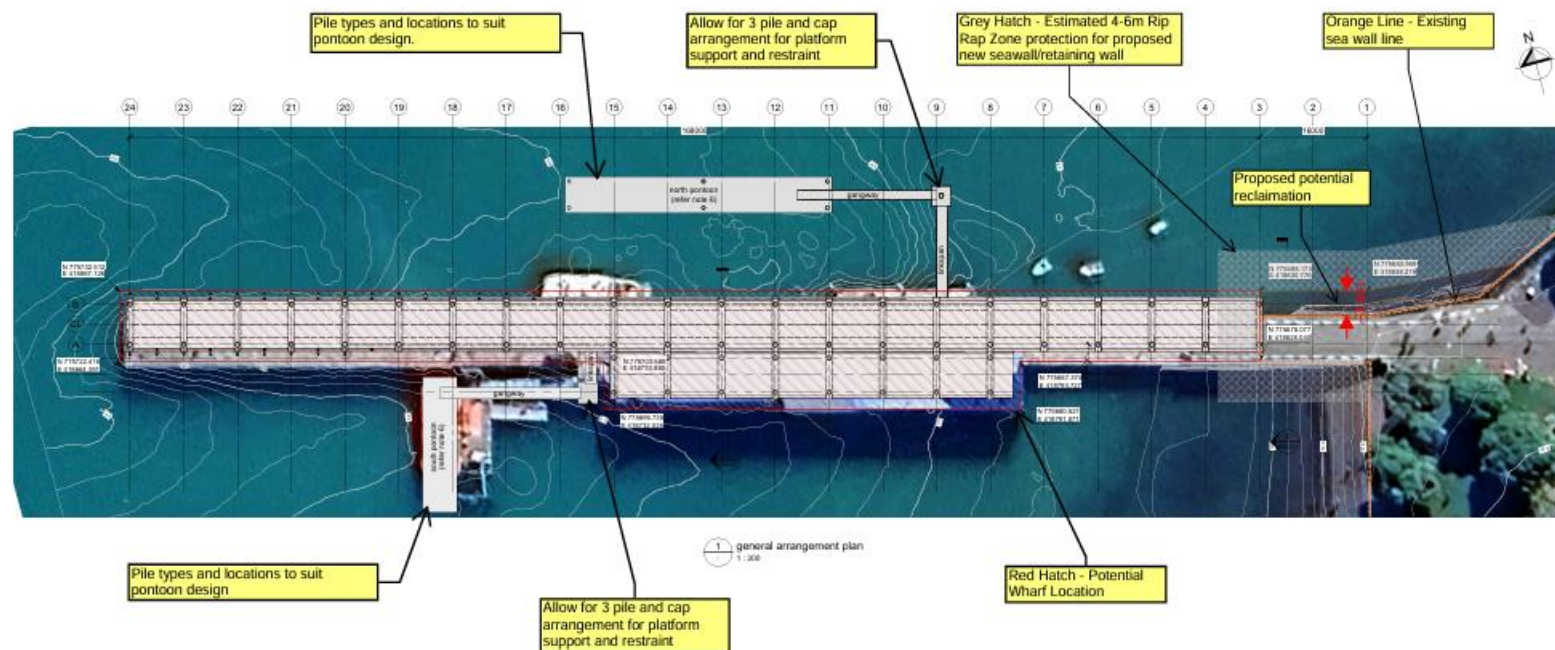 Pile types and locations to suit
pontoon design.
Allow for 3 pile and cap
arrangement for platform
support and restraint
Grey Hatch - Estimated 4-6m Rip
Rap Zone protection for proposed
new seawall/retaining wall
Orange Line - Existing
sea wall line
N
24 23 22 21 20 19 18 17 16 15 14 13 12 11 10 9 8 7 6 5 4 3 2 1
168000
16000
Proposed potential
reclamation
north pontoon
(refer note 6)
gangway
linkspan
gangway
south pontoon
(refer note 6)
1 general arrangement plan
1 : 300
Pile types and locations to suit
pontoon design
Allow for 3 pile and cap
arrangement for platform
support and restraint
Red Hatch - Potential
Wharf Location